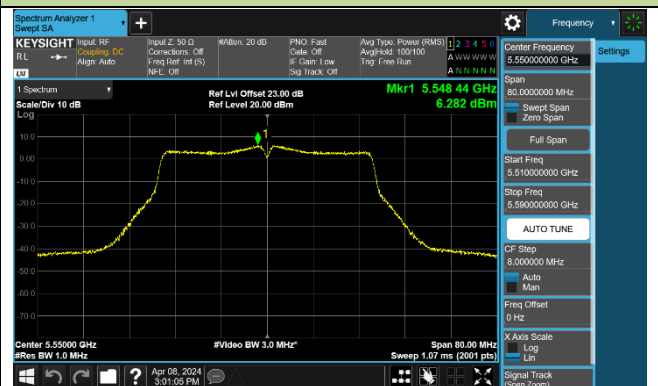 Spectrum Analyzer 1
Swept SA
+
Frequency
KEYSIGHT
RL
LXI
Input: RF
Coupling: DC
Align: Auto
Input Z: 50 Ω
Corrections: Off
Freq Ref: Int (S)
NFE: Off
#Atten: 20 dB
PNO: Fast
Gate: Off
IF Gain: Low
Sig Track: Off
Avg Type: Power (RMS)
Avg|Hold: 100/100
Trig: Free Run
1 2 3 4 5 6
A W W W W W
A N N N N N
1 Spectrum
Scale/Div 10 dB
Log
Ref Lvl Offset 23.00 dB
Ref Level 20.00 dBm
Mkr1 5.548 44 GHz
6.282 dBm
1
10.0
0.00
-10.0
-20.0
-30.0
-40.0
-50.0
-60.0
-70.0
Center 5.55000 GHz
#Res BW 1.0 MHz
#Video BW 3.0 MHz*
Span 80.00 MHz
Sweep 1.07 ms (2001 pts)
Apr 08, 2024
3:01:05 PM
?
Center Frequency
5.550000000 GHz
Settings
Span
80.0000000 MHz
Swept Span
Zero Span
Full Span
Start Freq
5.510000000 GHz
Stop Freq
5.590000000 GHz
AUTO TUNE
CF Step
8.000000 MHz
Auto
Man
Freq Offset
0 Hz
X Axis Scale
Log
Lin
Signal Track
(Span Zoom)